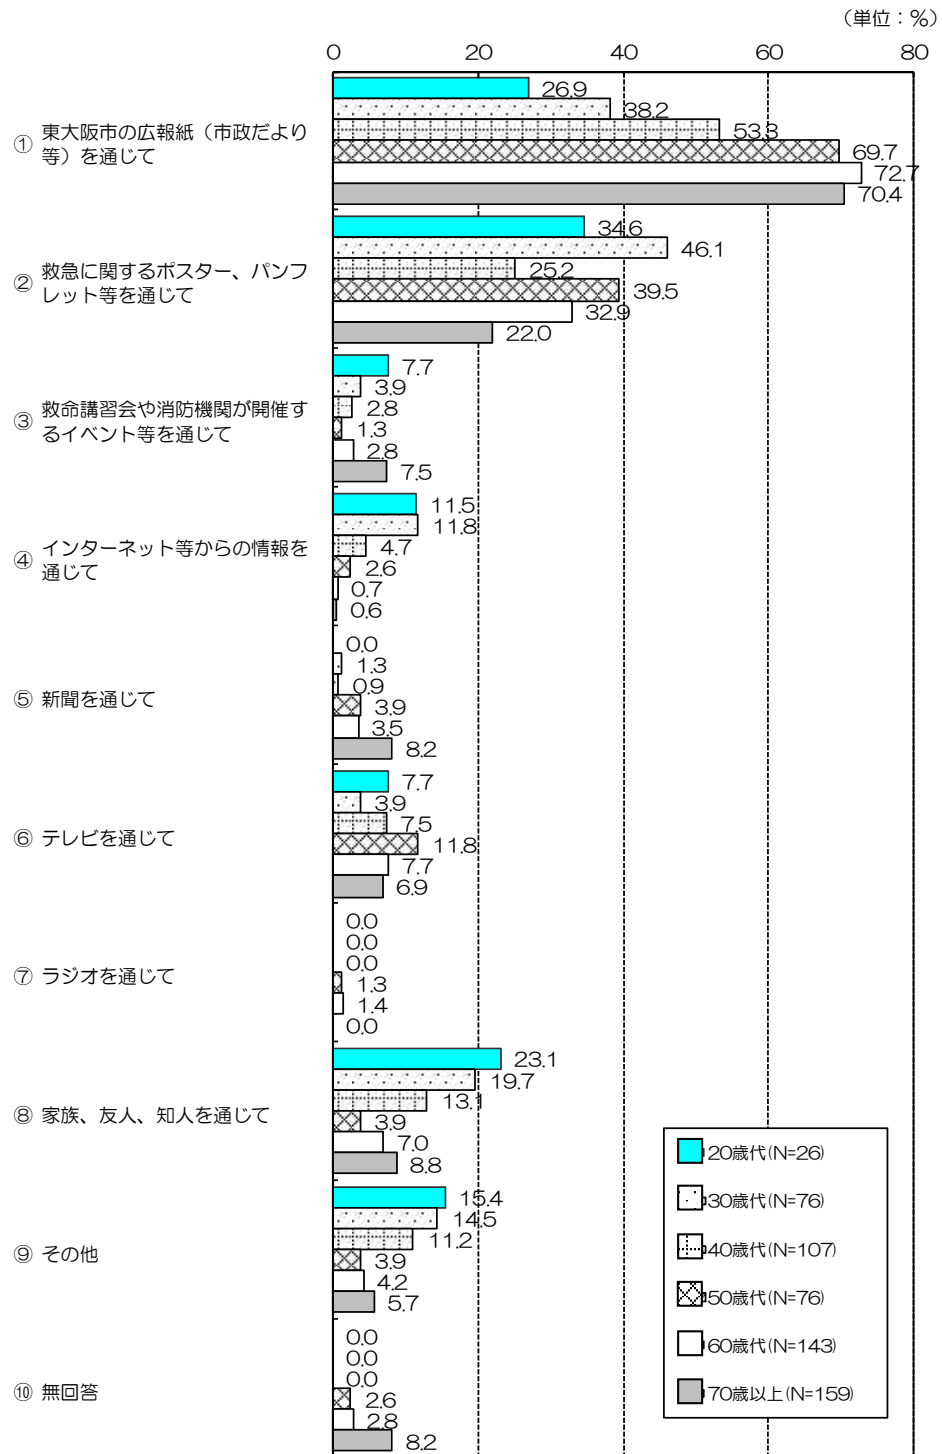 （単位：％）
0 20 40 60 80
① 東大阪市の広報紙（市政だより
等）を通じて
26.9
38.2
53.3
69.7
72.7
70.4
② 救急に関するポスター、パンフ
レット等を通じて
34.6
46.1
25.2
39.5
32.9
22.0
③ 救命講習会や消防機関が開催す
るイベント等を通じて
7.7
3.9
2.8
1.3
2.8
7.5
④ インターネット等からの情報を
通じて
11.5
11.8
4.7
2.6
0.7
0.6
⑤ 新聞を通じて
0.0
1.3
0.9
3.9
3.5
8.2
⑥ テレビを通じて
7.7
3.9
7.5
11.8
7.7
6.9
⑦ ラジオを通じて
0.0
0.0
0.0
1.3
1.4
0.0
⑧ 家族、友人、知人を通じて
23.1
19.7
13.1
3.9
7.0
8.8
⑨ その他
15.4
14.5
11.2
3.9
4.2
5.7
⑩ 無回答
0.0
0.0
0.0
2.6
2.8
8.2
20歳代(N=26)
30歳代(N=76)
40歳代(N=107)
50歳代(N=76)
60歳代(N=143)
70歳以上(N=159)